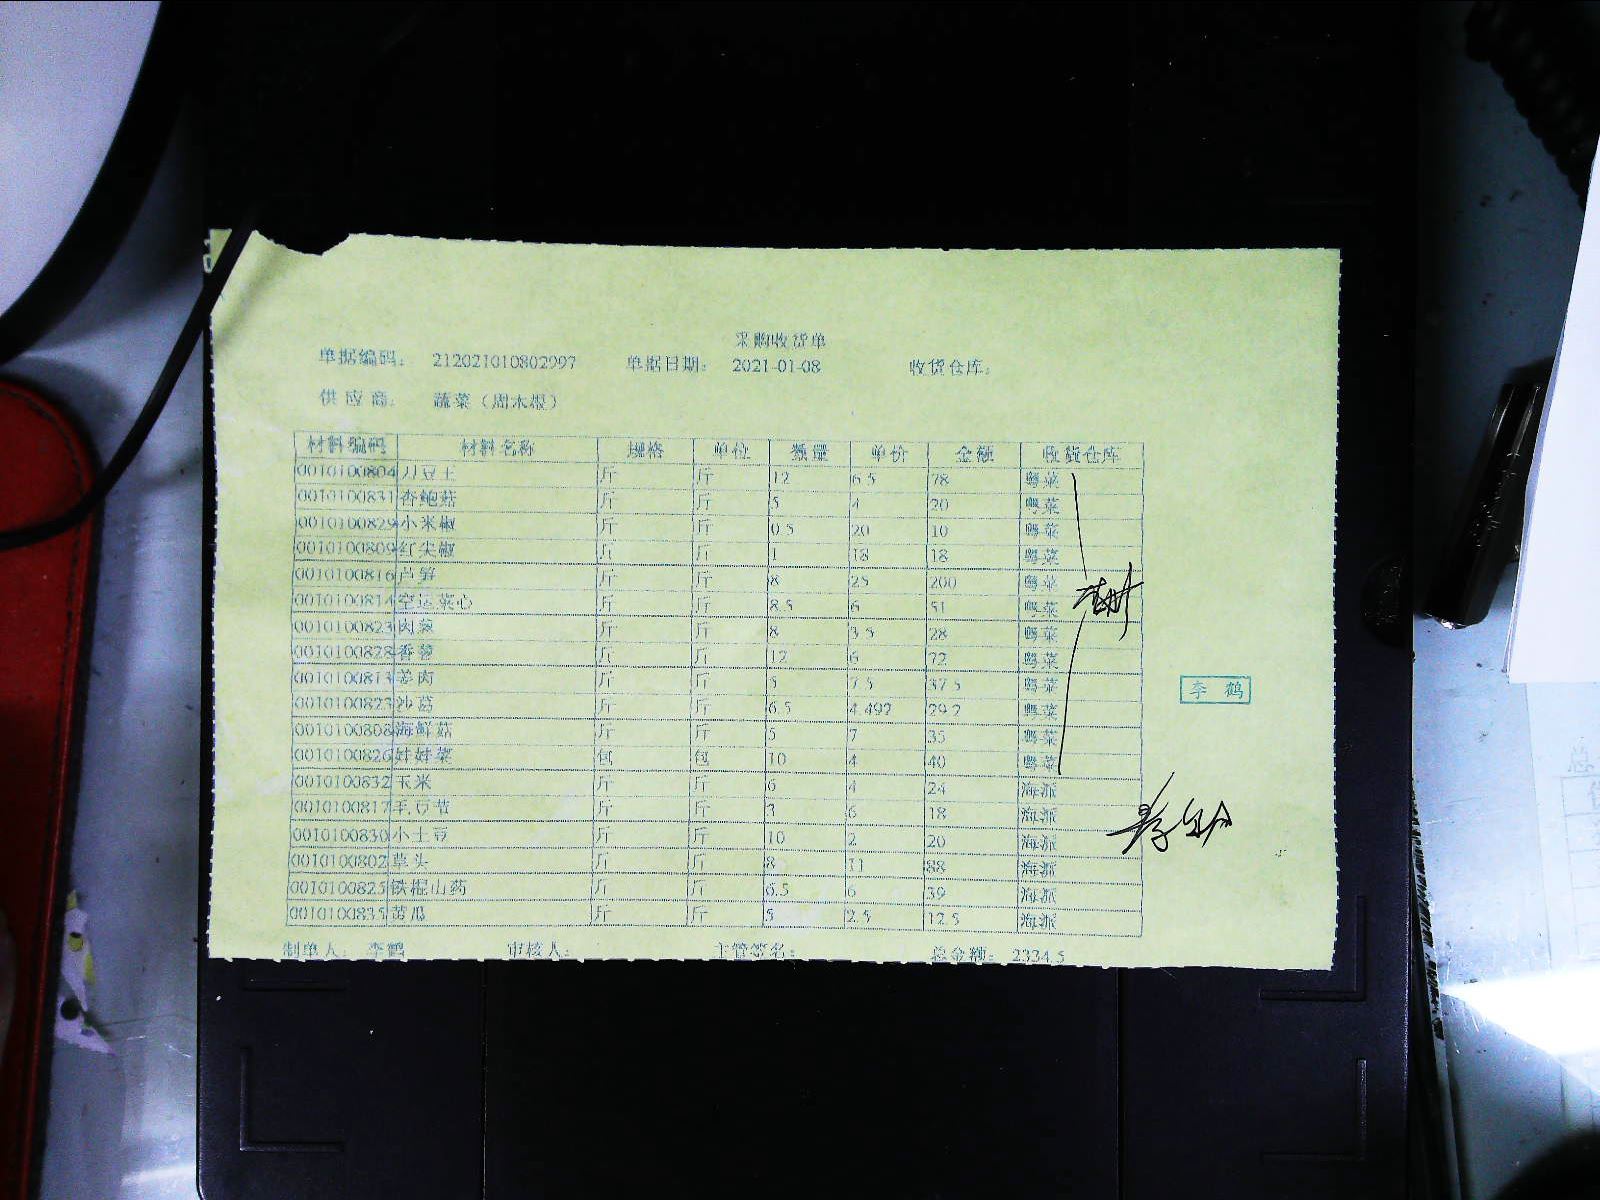 采购收货单
单据编码： 212021010802997 单据日期： 2021-01-08 收货仓库：
供应商： 蔬菜（周木根）
材料编码 材料名称 规格 单位 数量 单价 金额 收货仓库
0010100804 刀豆王 斤 斤 12 6.5 78 粤菜
0010100831 杏鲍菇 斤 斤 5 4 20 粤菜
0010100829 小米椒 斤 斤 0.5 20 10 粤菜
0010100809 红尖椒 斤 斤 1 18 18 粤菜
0010100816 芦笋 斤 斤 8 25 200 粤菜
0010100814 空运菜心 斤 斤 8.5 6 51 粤菜
0010100823 肉葱 斤 斤 8 3.5 28 粤菜
0010100828 香葱 斤 斤 12 6 72 粤菜
0010100813 姜肉 斤 斤 5 7.5 37.5 粤菜
0010100823 沙葛 斤 斤 6.5 4.492 29.2 粤菜
0010100808 海鲜菇 斤 斤 5 7 35 粤菜
0010100826 娃娃菜 包 包 10 4 40 粤菜
0010100832 玉米 斤 斤 6 4 24 海派
0010100817 毛豆节 斤 斤 3 6 18 海派
0010100830 小土豆 斤 斤 10 2 20 海派
0010100802 草头 斤 斤 8 11 88 海派
0010100825 铁棍山药 斤 斤 6.5 6 39 海派
0010100835 苦瓜 斤 斤 5 2.5 12.5 海派
李 鹤
制单人： 李鹤 审核人： 主管签名： 总金额： 2334.5